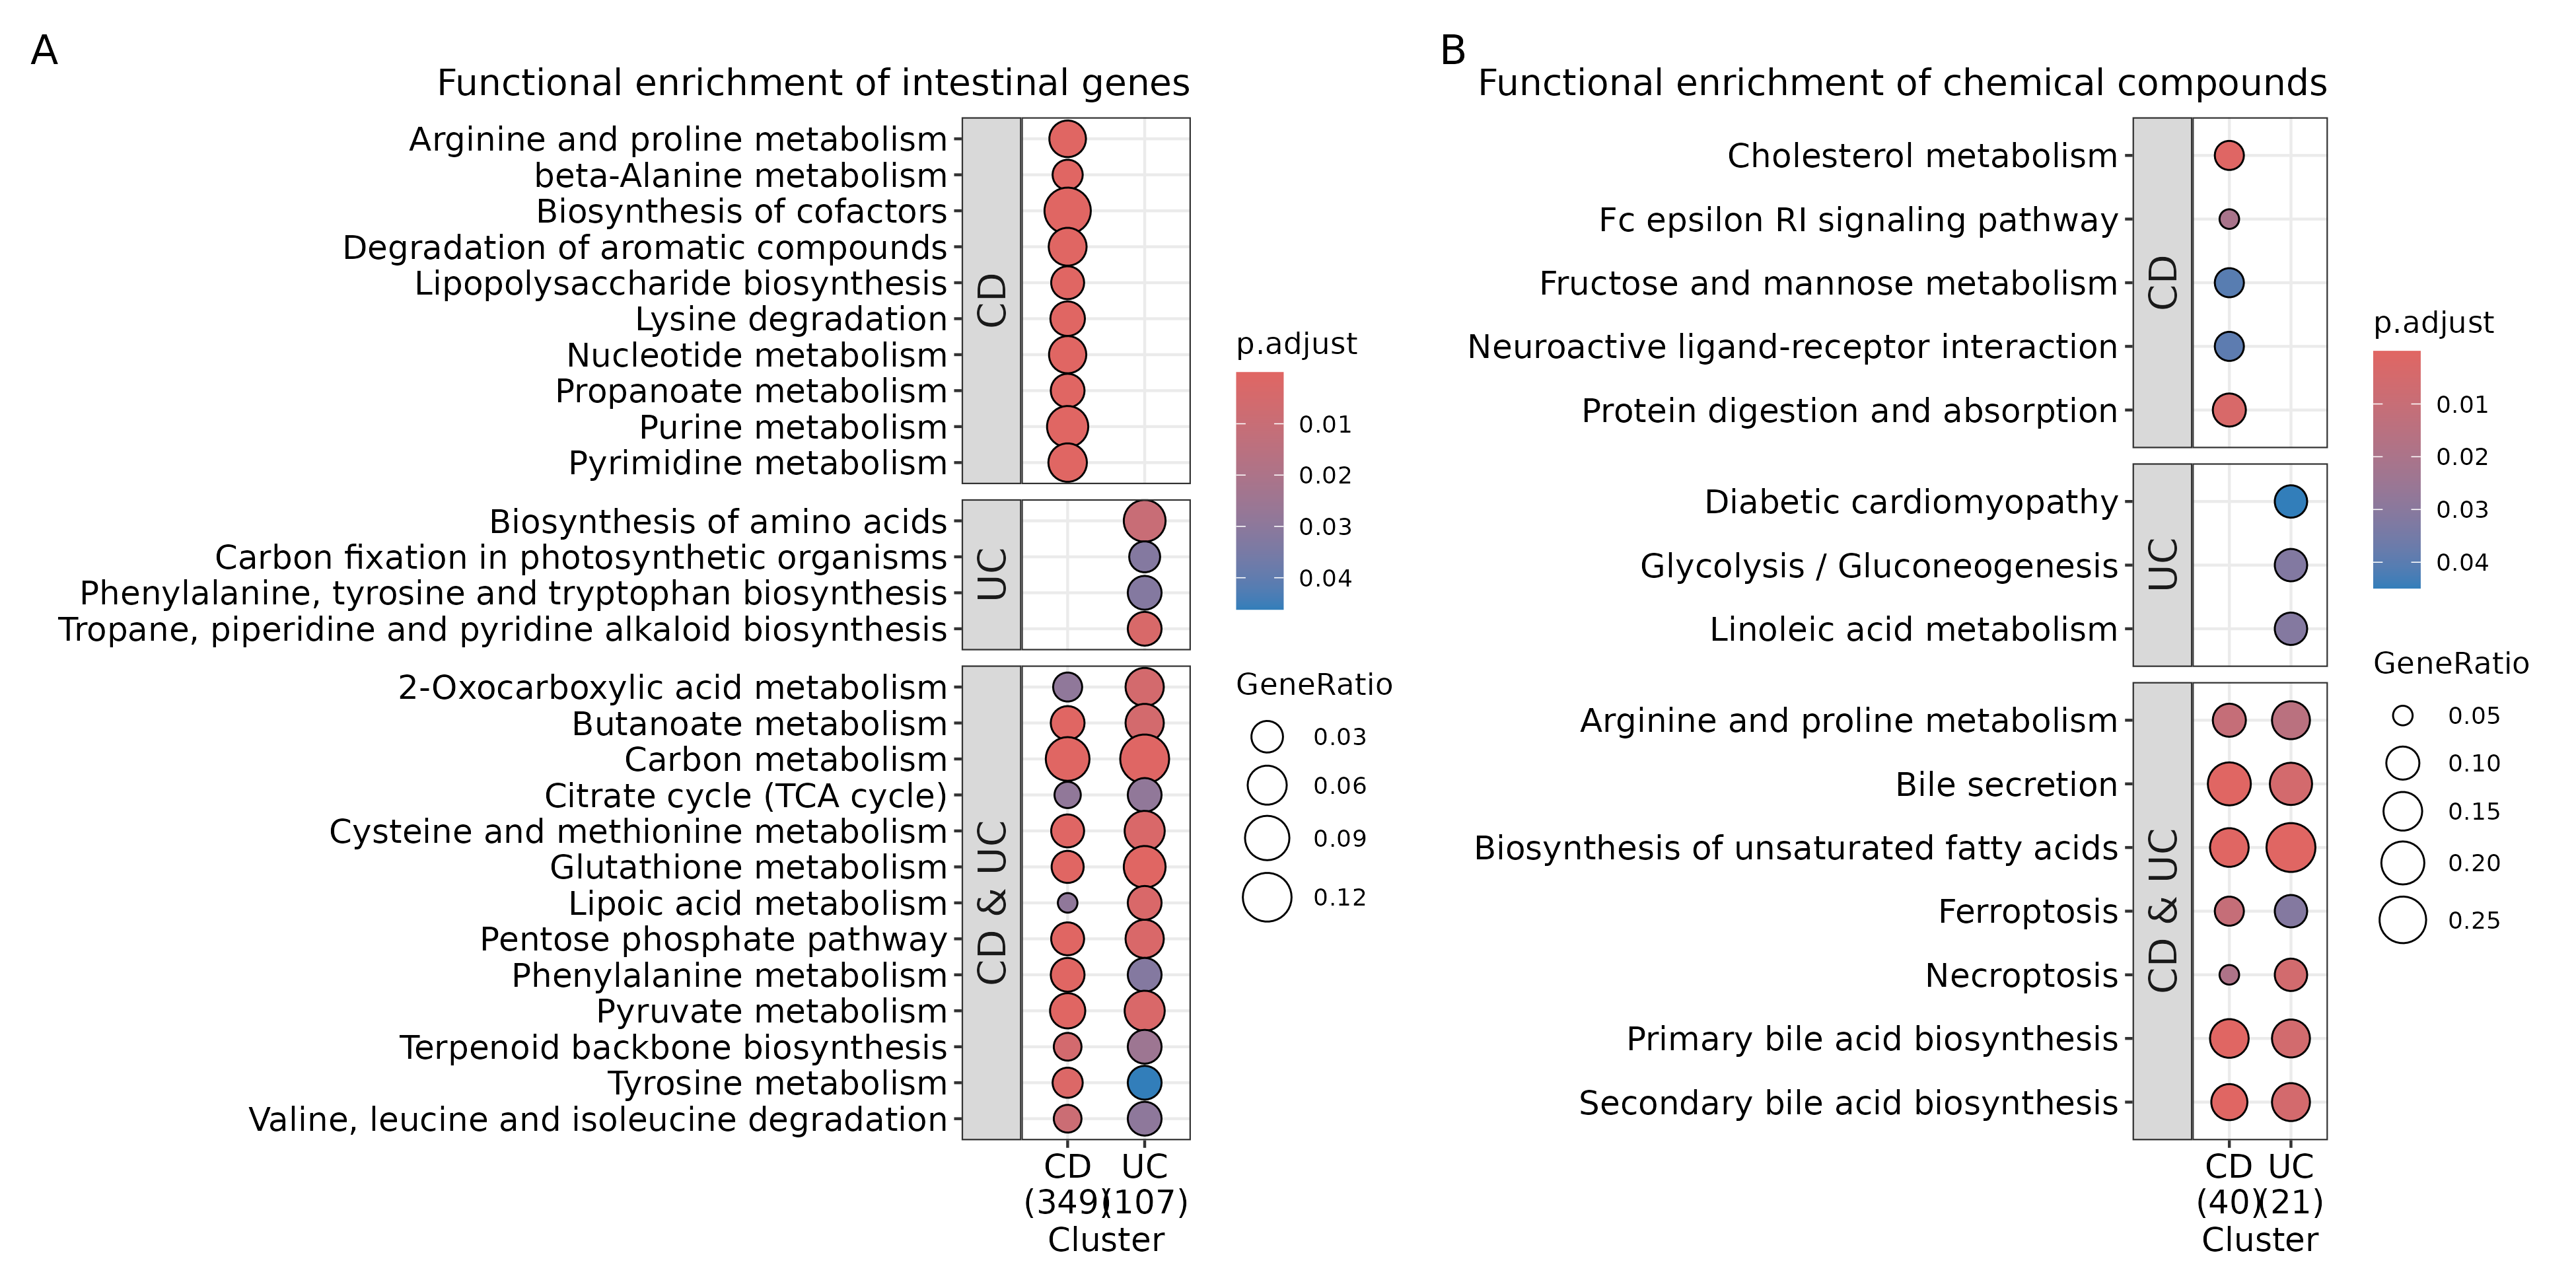 A
Functional enrichment of intestinal genes
Arginine and proline metabolism
beta-Alanine metabolism
Biosynthesis of cofactors
Degradation of aromatic compounds
Lipopolysaccharide biosynthesis
Lysine degradation
Nucleotide metabolism
Propanoate metabolism
Purine metabolism
Pyrimidine metabolism
CD
Biosynthesis of amino acids
Carbon fixation in photosynthetic organisms
Phenylalanine, tyrosine and tryptophan biosynthesis
Tropane, piperidine and pyridine alkaloid biosynthesis
UC
2-Oxocarboxylic acid metabolism
Butanoate metabolism
Carbon metabolism
Citrate cycle (TCA cycle)
Cysteine and methionine metabolism
Glutathione metabolism
Lipoic acid metabolism
Pentose phosphate pathway
Phenylalanine metabolism
Pyruvate metabolism
Terpenoid backbone biosynthesis
Tyrosine metabolism
Valine, leucine and isoleucine degradation
CD & UC
CD UC
(349) (107)
Cluster
p.adjust
0.01
0.02
0.03
0.04
GeneRatio
0.03
0.06
0.09
0.12
B
Functional enrichment of chemical compounds
Cholesterol metabolism
Fc epsilon RI signaling pathway
Fructose and mannose metabolism
Neuroactive ligand-receptor interaction
Protein digestion and absorption
CD
Diabetic cardiomyopathy
Glycolysis / Gluconeogenesis
Linoleic acid metabolism
UC
Arginine and proline metabolism
Bile secretion
Biosynthesis of unsaturated fatty acids
Ferroptosis
Necroptosis
Primary bile acid biosynthesis
Secondary bile acid biosynthesis
CD & UC
CD UC
(40) (21)
Cluster
p.adjust
0.01
0.02
0.03
0.04
GeneRatio
0.05
0.10
0.15
0.20
0.25